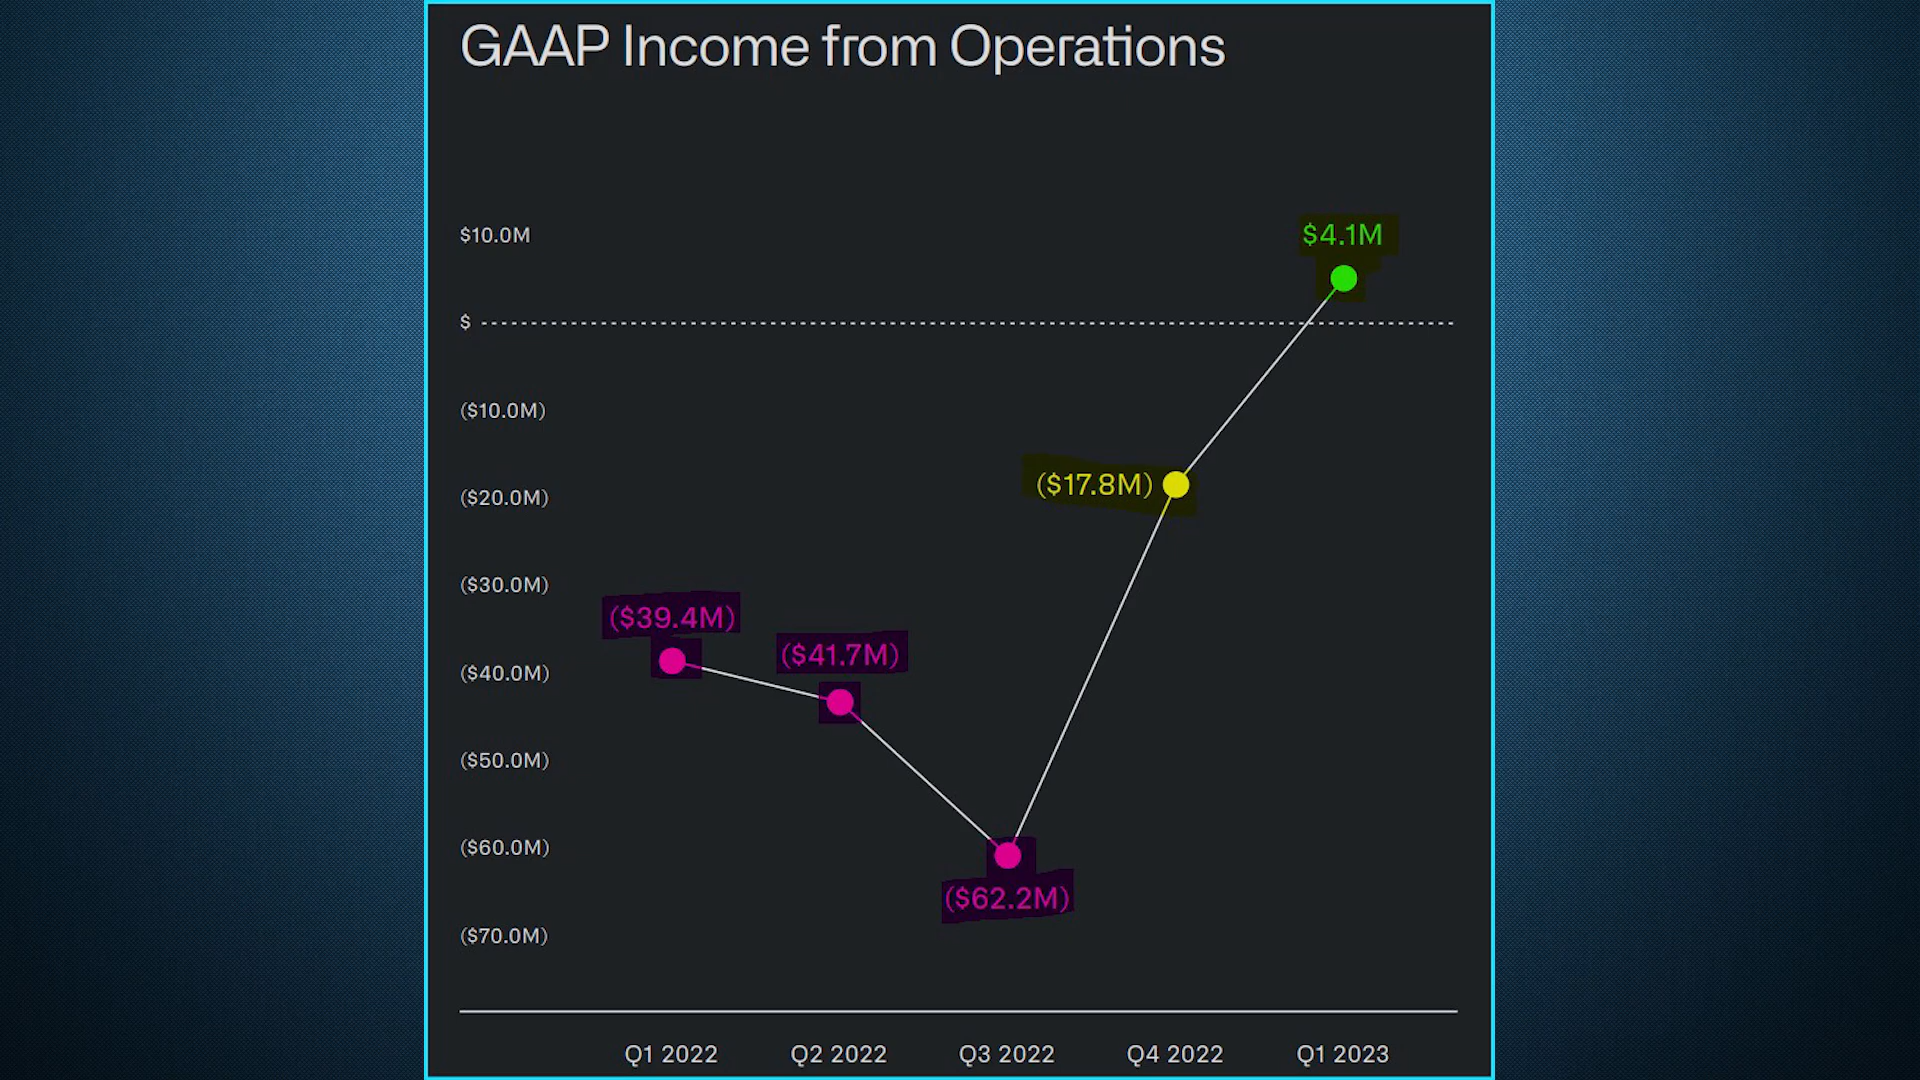 GAAP Income from Operations
$10.0M
$4.1M
$
($10.0M)
($17.8M)
($20.0M)
($30.0M)
($39.4M)
($41.7M)
($40.0M)
($50.0M)
($60.0M)
($62.2M)
($70.0M)
Q1 2022 Q2 2022 Q3 2022 Q4 2022 Q1 2023